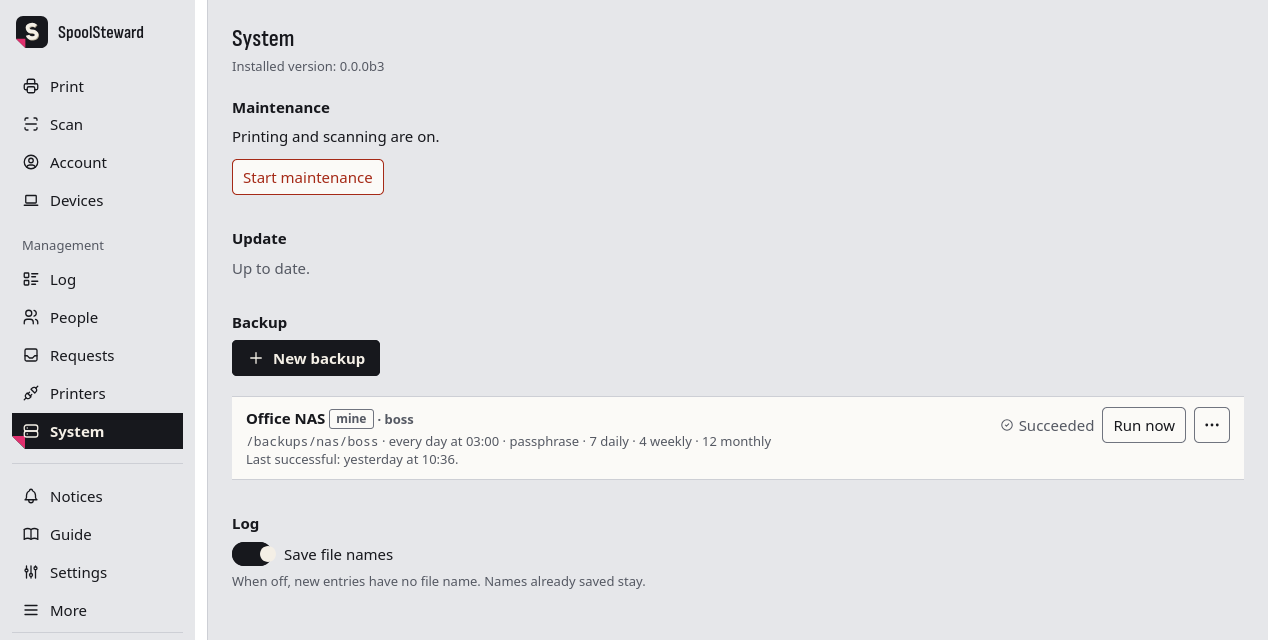 S SpoolSteward
Print
Scan
Account
Devices
Management
Log
People
Requests
Printers
System
Notices
Guide
Settings
More
System
Installed version: 0.0.0b3
Maintenance
Printing and scanning are on.
Start maintenance
Update
Up to date.
Backup
New backup
Office NAS mine · boss
/backups/nas/boss · every day at 03:00 · passphrase · 7 daily · 4 weekly · 12 monthly
Last successful: yesterday at 10:36.
Succeeded
Run now
Log
Save file names
When off, new entries have no file name. Names already saved stay.